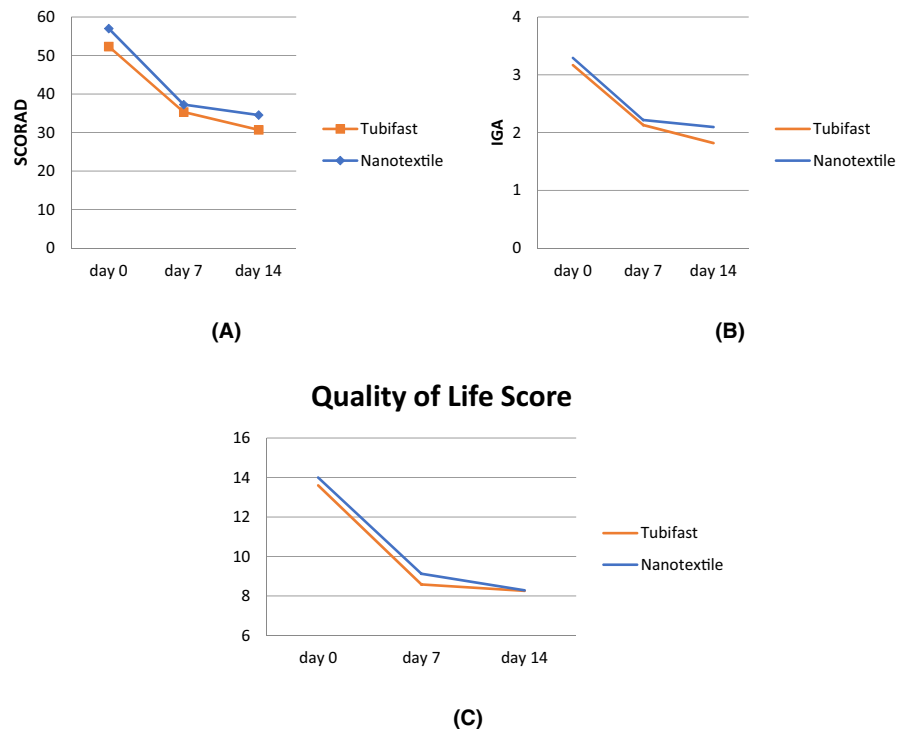 60
50
40
30
20
10
0
SCORAD
day 0 day 7 day 14
Tubifast
Nanotextile
(A)
4
3
2
1
0
IGA
day 0 day 7 day 14
Tubifast
Nanotextile
(B)
Quality of Life Score
16
14
12
10
8
6
day 0 day 7 day 14
Tubifast
Nanotextile
(C)